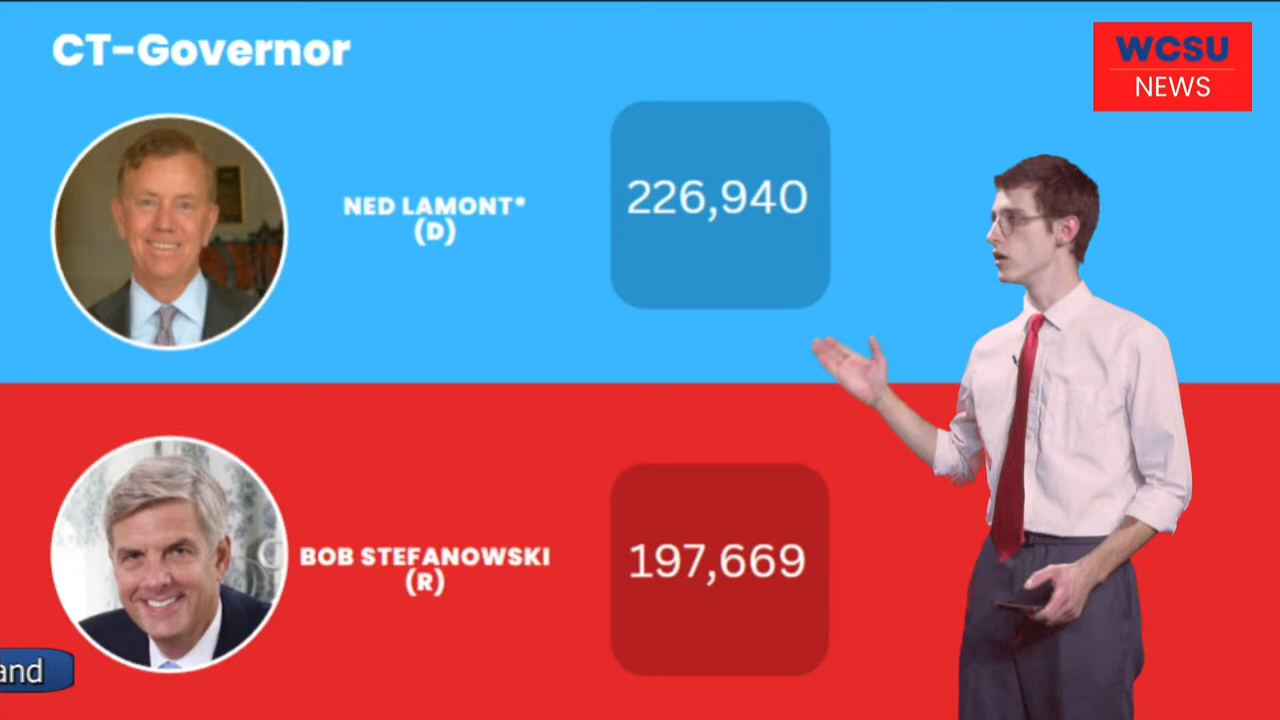 CT-Governor
WCSU
NEWS
NED LAMONT*
(D)
226,940
BOB STEFANOWSKI
(R)
197,669
and